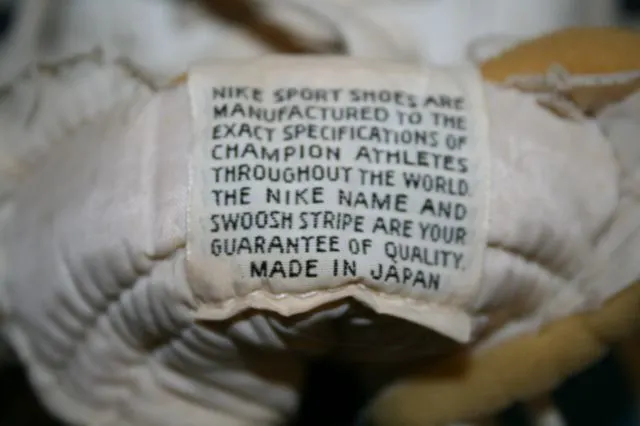 NIKE SPORT SHOES ARE
MANUFACTURED TO THE
EXACT SPECIFICATIONS OF
CHAMPION ATHLETES
THROUGHOUT THE WORLD.
THE NIKE NAME AND
SWOOSH STRIPE ARE YOUR
GUARANTEE OF QUALITY.
MADE IN JAPAN